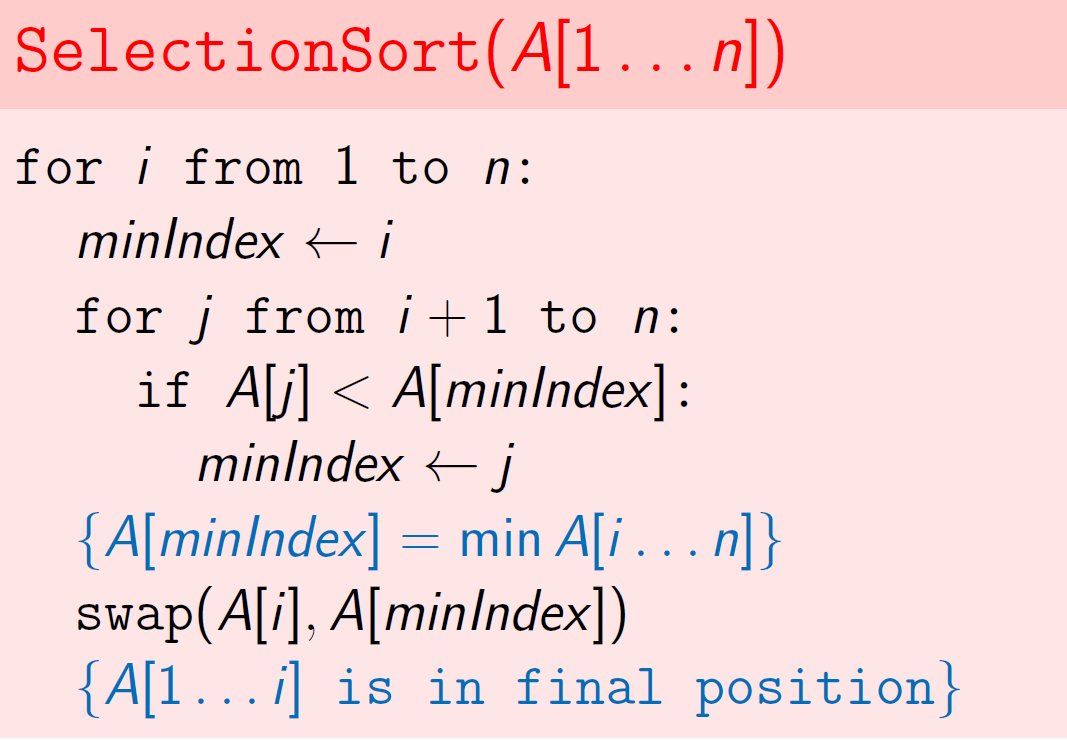 SelectionSort(A[1 . . . n])
for i from 1 to n:
minIndex ← i
for j from i + 1 to n:
if A[j] < A[minIndex]:
minIndex ← j
{A[minIndex] = min A[i . . . n]}
swap(A[i], A[minIndex])
{A[1 . . . i] is in final position}